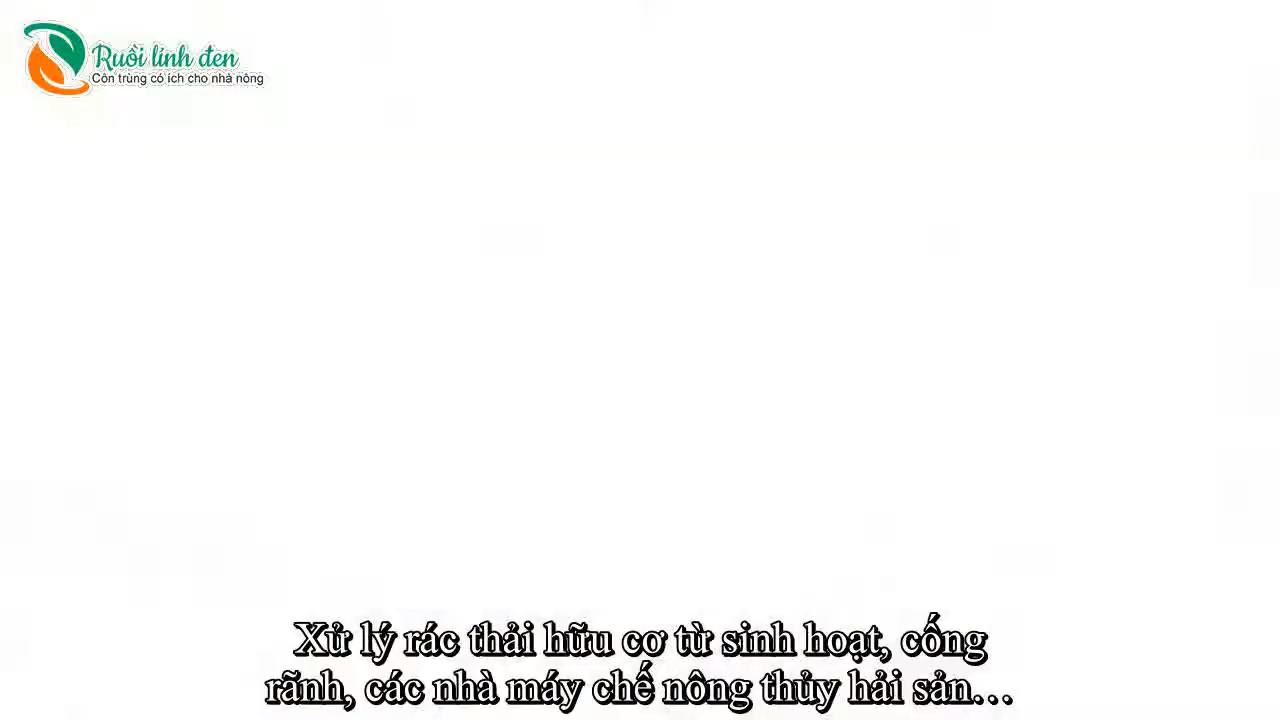 Ruồi lính đen
Côn trùng có ích cho nhà nông
Xử lý rác thải hữu cơ từ sinh hoạt, cống
rãnh, các nhà máy chế nông thủy hải sản...